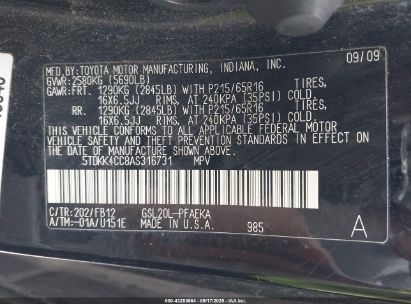 MFD. BY:
TOYOTA MOTOR MANUFACTURING, INDIANA, INC. 09/09
GVWR: 2580KG (5690LB)
GAWR: FRT. 1290KG (2845LB) WITH P215/65R16 TIRES,
16X6.5JJ RIMS, AT 240KPA (35PSI) COLD.
RR. 1290KG (2845LB) WITH P215/65R16 TIRES,
16X6.5JJ RIMS, AT 240KPA (35PSI) COLD.
THIS VEHICLE CONFORMS TO ALL APPLICABLE FEDERAL MOTOR
VEHICLE SAFETY AND THEFT PREVENTION STANDARDS IN EFFECT ON
THE DATE OF MANUFACTURE SHOWN ABOVE.
5TDKK4CC8AS316731 MPV
C/TR:202/FB12 GSL20L-PFAEKA
A/TM:-01A/U151E MADE IN U.S.A. 985 A